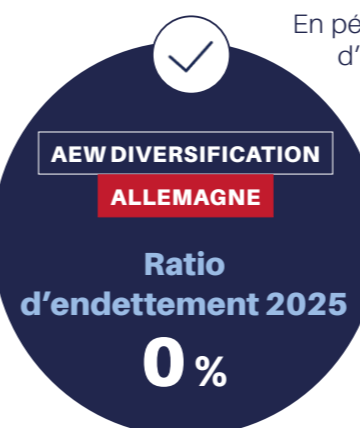 En pé
d'
AEW DIVERSIFICATION
ALLEMAGNE
Ratio
d'endettement 2025
0 %